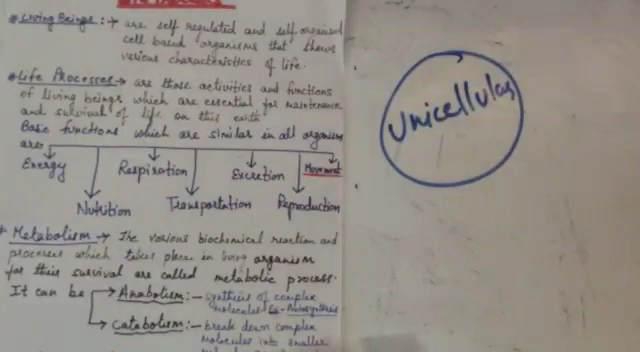 * Living Beings :→ are self regulated and self organised
cell based organisms that shows
various characteristics of life.
* Life Processes → are those activities and functions
of living beings which are essential for maintenance
and survival of life on this earth
Basic functions which are similar in all organism
are
Energy Respiration Excretion Movement
Nutrition Transportation Reproduction
* Metabolism → The various biochemical reaction and
processes which takes place in living organism
for their survival are called metabolic process.
It can be → Anabolism :- synthesis of complex
molecules Ex- Photosynthesis
→ Catabolism :- break down complex
molecules into smaller
Unicellular